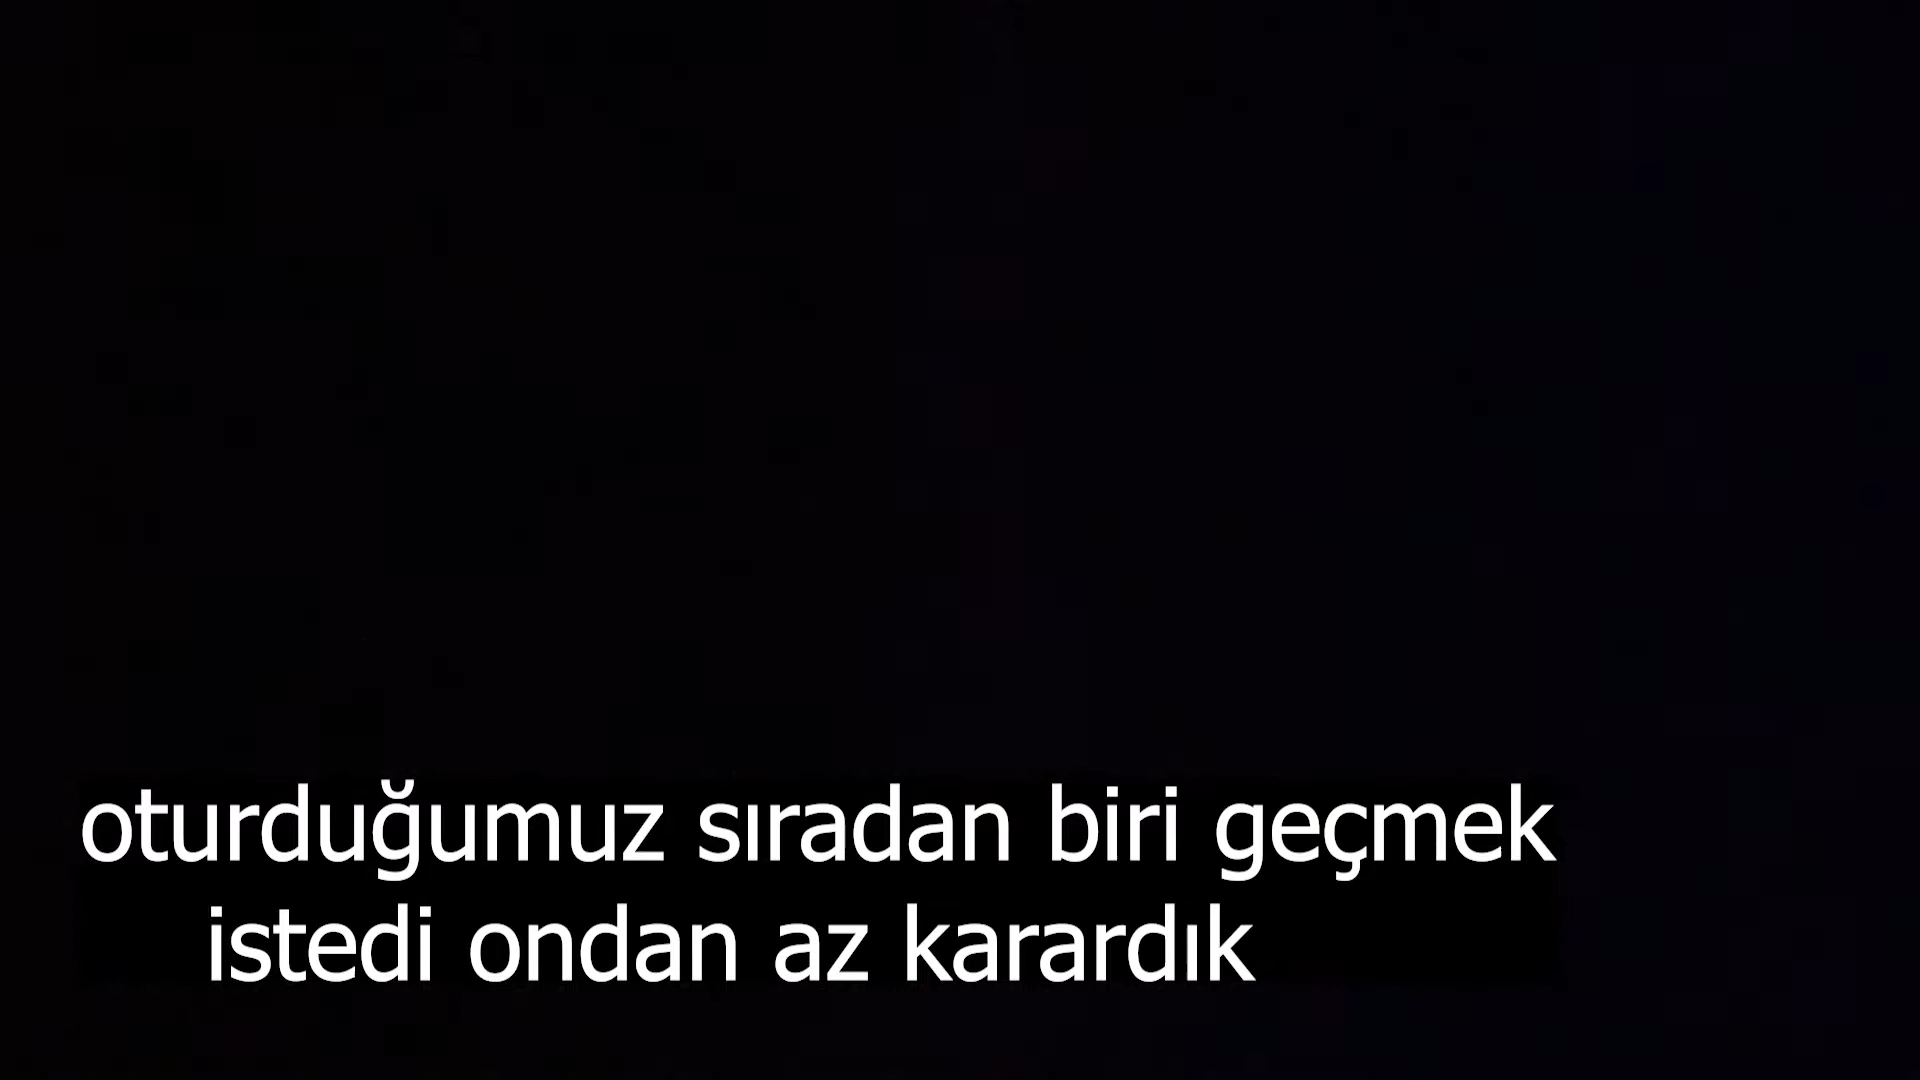 oturduğumuz sıradan biri geçmek
istedi ondan az karardık